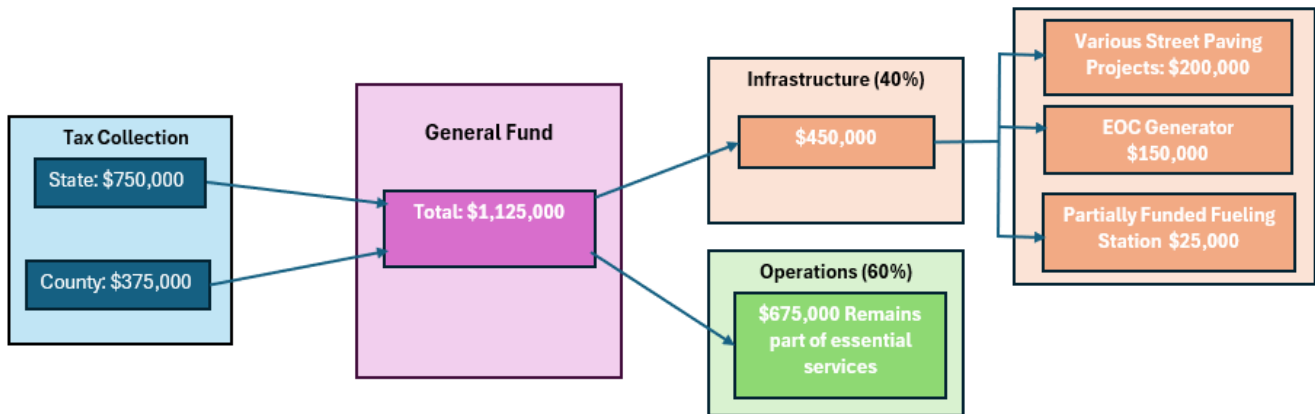 Tax Collection
State: $750,000
County: $375,000
General Fund
Total: $1,125,000
Infrastructure (40%)
$450,000
Operations (60%)
$675,000 Remains
part of essential
services
Various Street Paving
Projects: $200,000
EOC Generator
$150,000
Partially Funded Fueling
Station $25,000